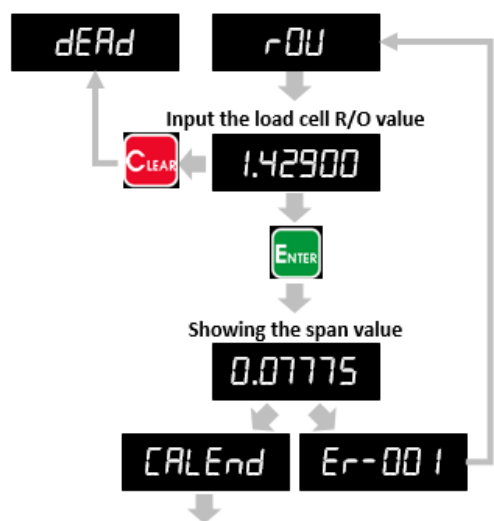 dEAd rOU
Input the load cell R/O value
CLEAR 1.42900
ENTER
Showing the span value
0.07775
CALEnd Er-001